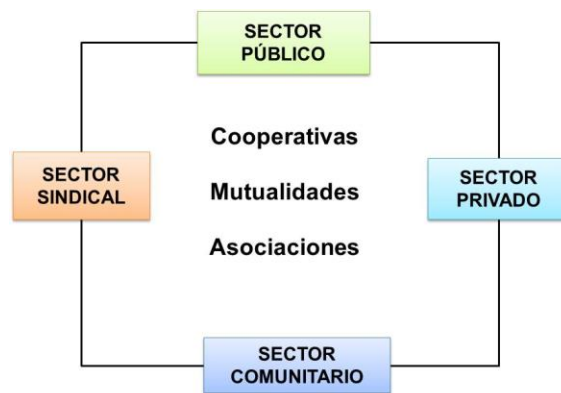 SECTOR
PÚBLICO
Cooperativas
SECTOR
SINDICAL
Mutualidades
SECTOR
PRIVADO
Asociaciones
SECTOR
COMUNITARIO